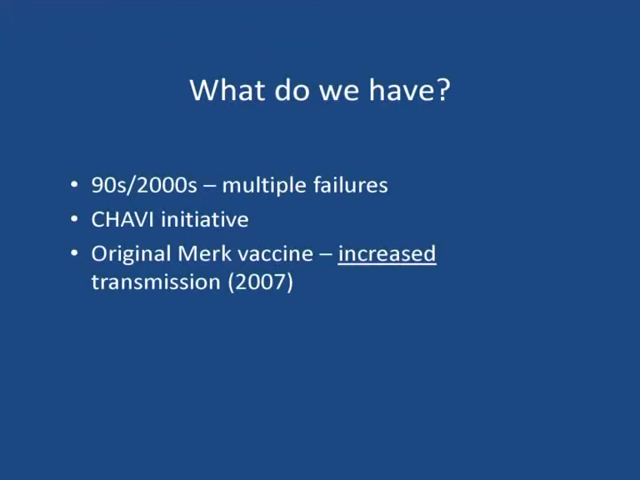 What do we have?
• 90s/2000s – multiple failures
• CHAVI initiative
• Original Merk vaccine – increased
transmission (2007)